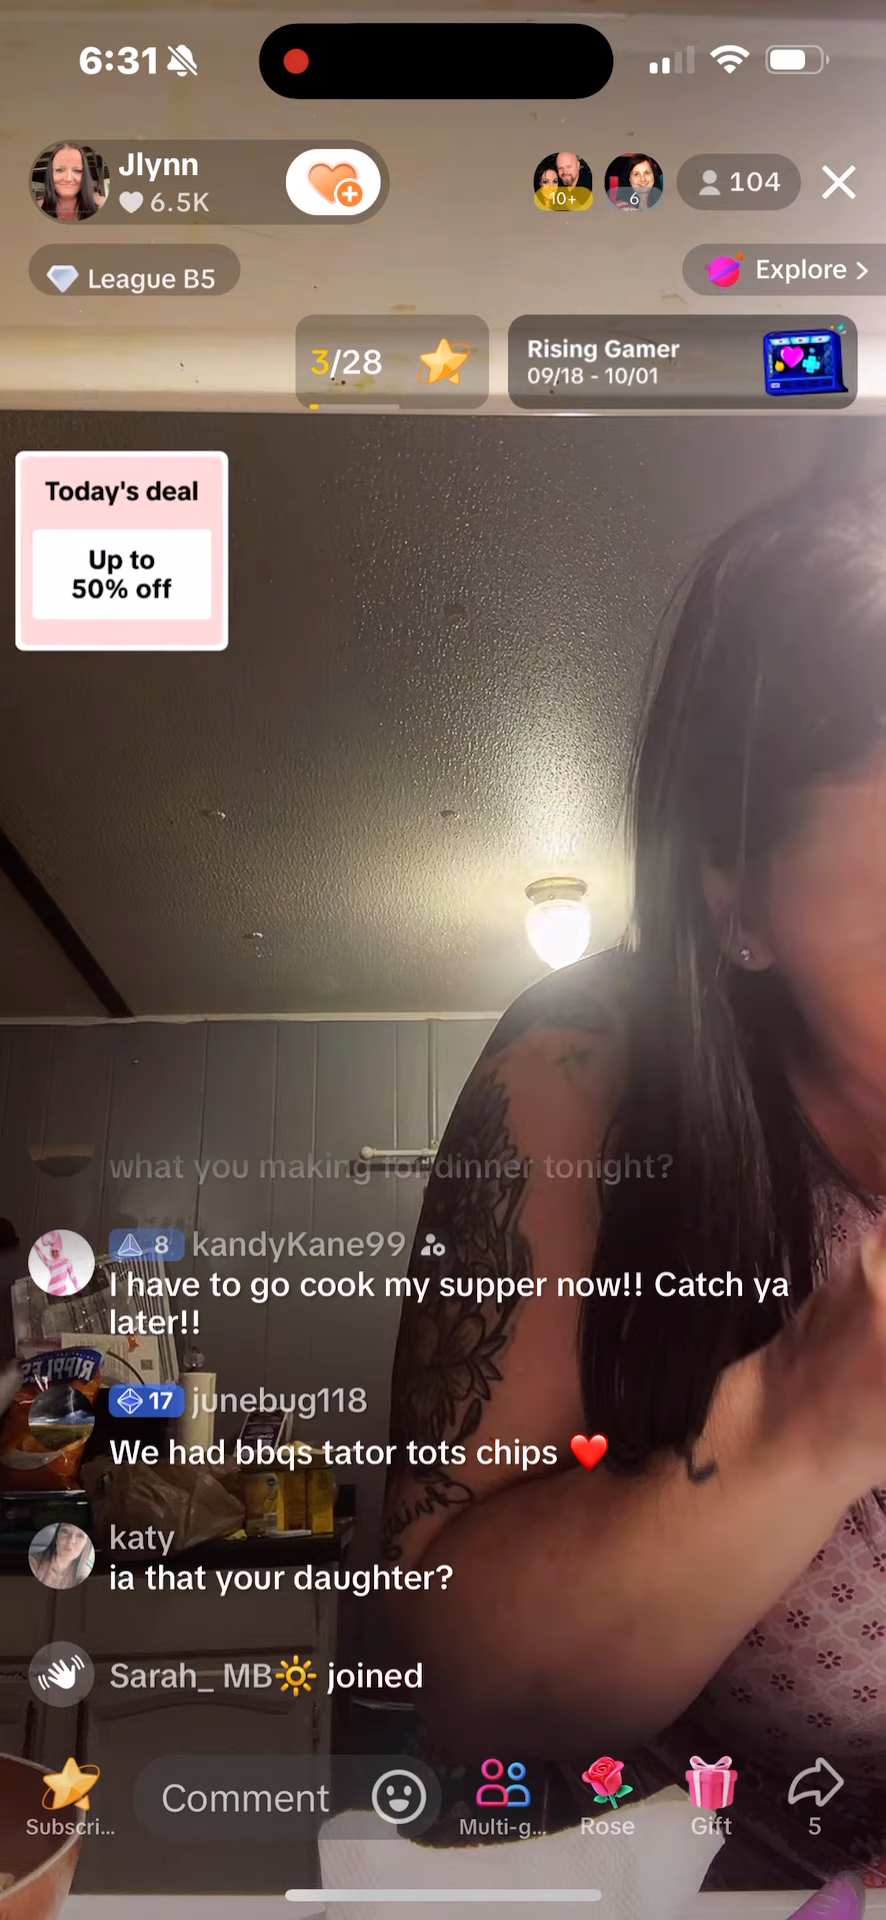 6:31
Jlynn
6.5K
10+
6
104
League B5
Explore >
3/28
Rising Gamer
09/18 - 10/01
Today's deal
Up to
50% off
what you making for dinner tonight?
8 kandyKane99
I have to go cook my supper now!! Catch ya
later!!
RIPPLES
17 junebug118
We had bbqs tator tots chips ❤️
katy
ia that your daughter?
Sarah_ MB🔆 joined
Comment
Subscri...
Multi-g...
Rose
Gift
5